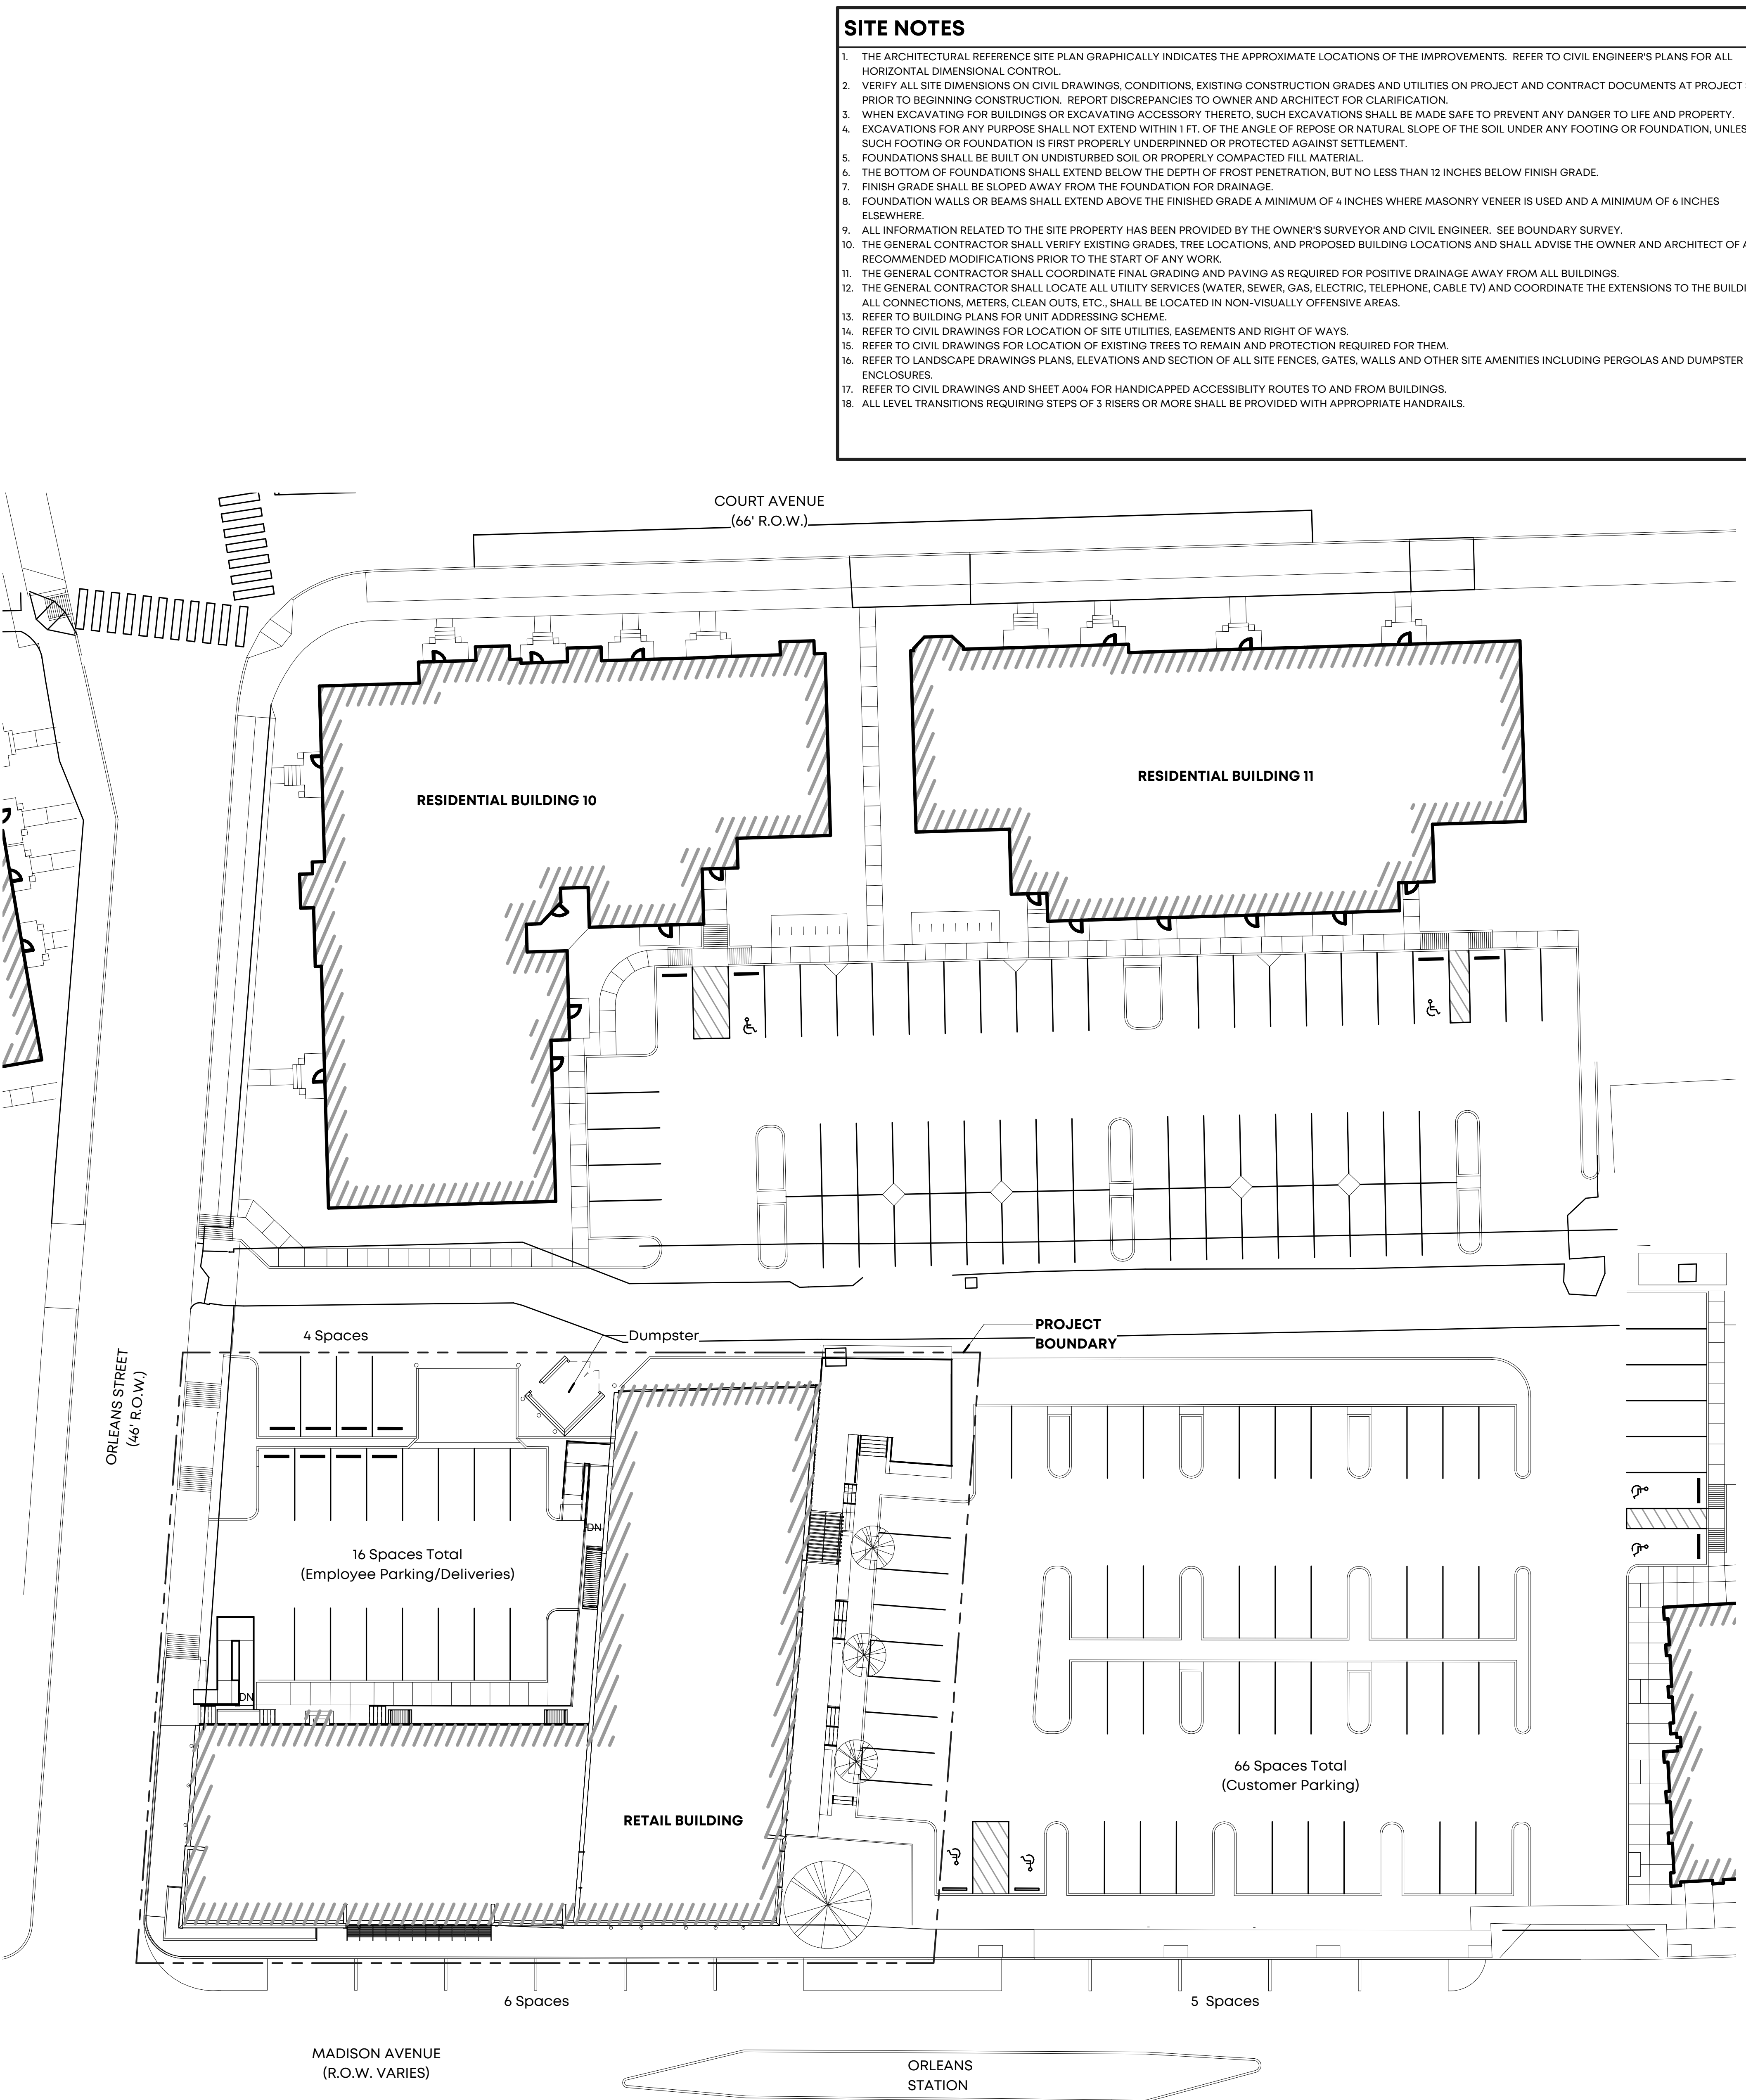 SITE NOTES
1. THE ARCHITECTURAL REFERENCE SITE PLAN GRAPHICALLY INDICATES THE APPROXIMATE LOCATIONS OF THE IMPROVEMENTS. REFER TO CIVIL ENGINEER'S PLANS FOR ALL
HORIZONTAL DIMENSIONAL CONTROL.
2. VERIFY ALL SITE DIMENSIONS ON CIVIL DRAWINGS, CONDITIONS, EXISTING CONSTRUCTION GRADES AND UTILITIES ON PROJECT AND CONTRACT DOCUMENTS AT PROJECT
PRIOR TO BEGINNING CONSTRUCTION. REPORT DISCREPANCIES TO OWNER AND ARCHITECT FOR CLARIFICATION.
3. WHEN EXCAVATING FOR BUILDINGS OR EXCAVATING ACCESSORY THERETO, SUCH EXCAVATIONS SHALL BE MADE SAFE TO PREVENT ANY DANGER TO LIFE AND PROPERTY.
4. EXCAVATIONS FOR ANY PURPOSE SHALL NOT EXTEND WITHIN 1 FT. OF THE ANGLE OF REPOSE OR NATURAL SLOPE OF THE SOIL UNDER ANY FOOTING OR FOUNDATION, UNLES
SUCH FOOTING OR FOUNDATION IS FIRST PROPERLY UNDERPINNED OR PROTECTED AGAINST SETTLEMENT.
5. FOUNDATIONS SHALL BE BUILT ON UNDISTURBED SOIL OR PROPERLY COMPACTED FILL MATERIAL.
6. THE BOTTOM OF FOUNDATIONS SHALL EXTEND BELOW THE DEPTH OF FROST PENETRATION, BUT NO LESS THAN 12 INCHES BELOW FINISH GRADE.
7. FINISH GRADE SHALL BE SLOPED AWAY FROM THE FOUNDATION FOR DRAINAGE.
8. FOUNDATION WALLS OR BEAMS SHALL EXTEND ABOVE THE FINISHED GRADE A MINIMUM OF 4 INCHES WHERE MASONRY VENEER IS USED AND A MINIMUM OF 6 INCHES
ELSEWHERE.
9. ALL INFORMATION RELATED TO THE SITE PROPERTY HAS BEEN PROVIDED BY THE OWNER'S SURVEYOR AND CIVIL ENGINEER. SEE BOUNDARY SURVEY.
10. THE GENERAL CONTRACTOR SHALL VERIFY EXISTING GRADES, TREE LOCATIONS, AND PROPOSED BUILDING LOCATIONS AND SHALL ADVISE THE OWNER AND ARCHITECT OF A
RECOMMENDED MODIFICATIONS PRIOR TO THE START OF ANY WORK.
11. THE GENERAL CONTRACTOR SHALL COORDINATE FINAL GRADING AND PAVING AS REQUIRED FOR POSITIVE DRAINAGE AWAY FROM ALL BUILDINGS.
12. THE GENERAL CONTRACTOR SHALL LOCATE ALL UTILITY SERVICES (WATER, SEWER, GAS, ELECTRIC, TELEPHONE, CABLE TV) AND COORDINATE THE EXTENSIONS TO THE BUILDI
ALL CONNECTIONS, METERS, CLEAN OUTS, ETC., SHALL BE LOCATED IN NON-VISUALLY OFFENSIVE AREAS.
13. REFER TO BUILDING PLANS FOR UNIT ADDRESSING SCHEME.
14. REFER TO CIVIL DRAWINGS FOR LOCATION OF SITE UTILITIES, EASEMENTS AND RIGHT OF WAYS.
15. REFER TO CIVIL DRAWINGS FOR LOCATION OF EXISTING TREES TO REMAIN AND PROTECTION REQUIRED FOR THEM.
16. REFER TO LANDSCAPE DRAWINGS PLANS, ELEVATIONS AND SECTION OF ALL SITE FENCES, GATES, WALLS AND OTHER SITE AMENITIES INCLUDING PERGOLAS AND DUMPSTER
ENCLOSURES.
17. REFER TO CIVIL DRAWINGS AND SHEET A004 FOR HANDICAPPED ACCESSIBLITY ROUTES TO AND FROM BUILDINGS.
18. ALL LEVEL TRANSITIONS REQUIRING STEPS OF 3 RISERS OR MORE SHALL BE PROVIDED WITH APPROPRIATE HANDRAILS.
COURT AVENUE
(66' R.O.W.)
RESIDENTIAL BUILDING 10
RESIDENTIAL BUILDING 11
4 Spaces
Dumpster
PROJECT
BOUNDARY
ORLEANS STREET
(46' R.O.W.)
DN
16 Spaces Total
(Employee Parking/Deliveries)
DN
66 Spaces Total
(Customer Parking)
RETAIL BUILDING
6 Spaces
5 Spaces
MADISON AVENUE
(R.O.W. VARIES)
ORLEANS
STATION